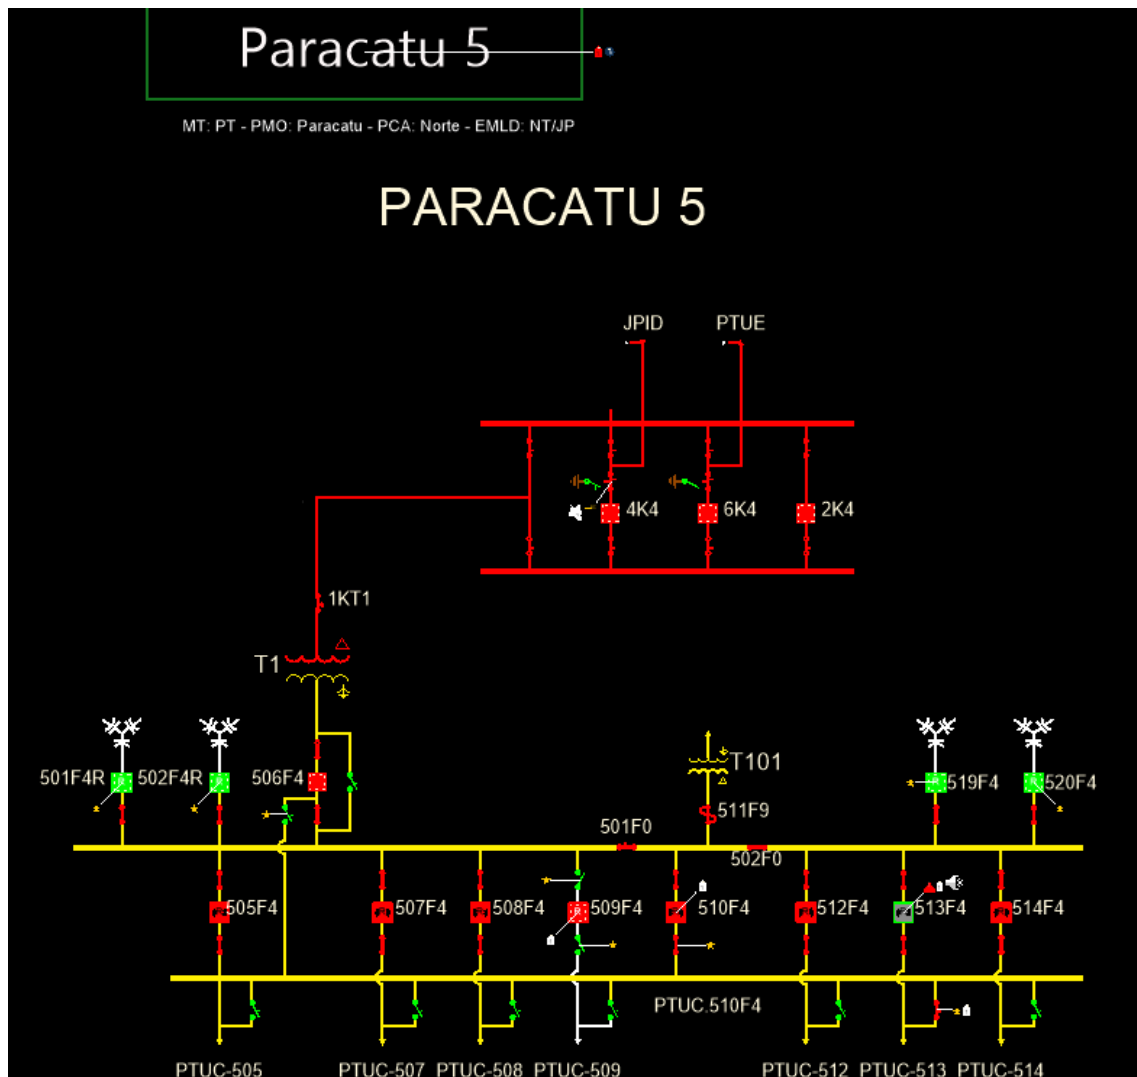 Paracatu 5
MT: PT - PMO: Paracatu - PCA: Norte - EMLD: NT/JP
PARACATU 5
JPID PTUE
4K4 6K4 2K4
1KT1
T1
T101
501F4R 502F4R 506F4 519F4 520F4
511F9
501F0
502F0
505F4 507F4 508F4 509F4 510F4 512F4 513F4 514F4
PTUC.510F4
PTUC-505 PTUC-507 PTUC-508 PTUC-509 PTUC-512 PTUC-513 PTUC-514